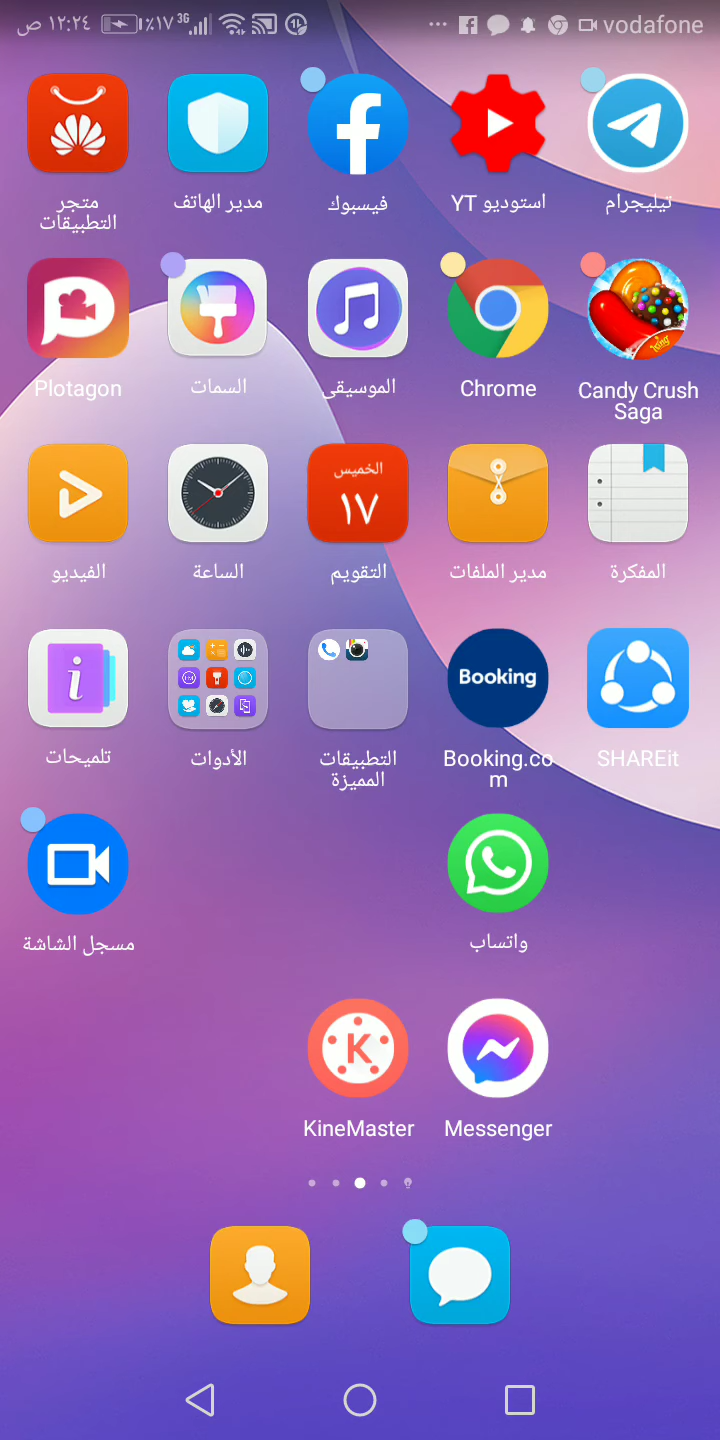 vodafone ١٧٪ 3G ١٢:٢٤ ص
تيليجرام
استوديو YT
فيسبوك
مدير الهاتف
متجر
التطبيقات
Candy Crush
Saga
king
Chrome
الموسيقى
السمات
Plotagon
المفكرة
مدير الملفات
الخميس
١٧
التقويم
الساعة
الفيديو
SHAREit
Booking
Booking.co
m
التطبيقات
المميزة
الأدوات
i
تلميحات
واتساب
مسجل الشاشة
Messenger
K
KineMaster